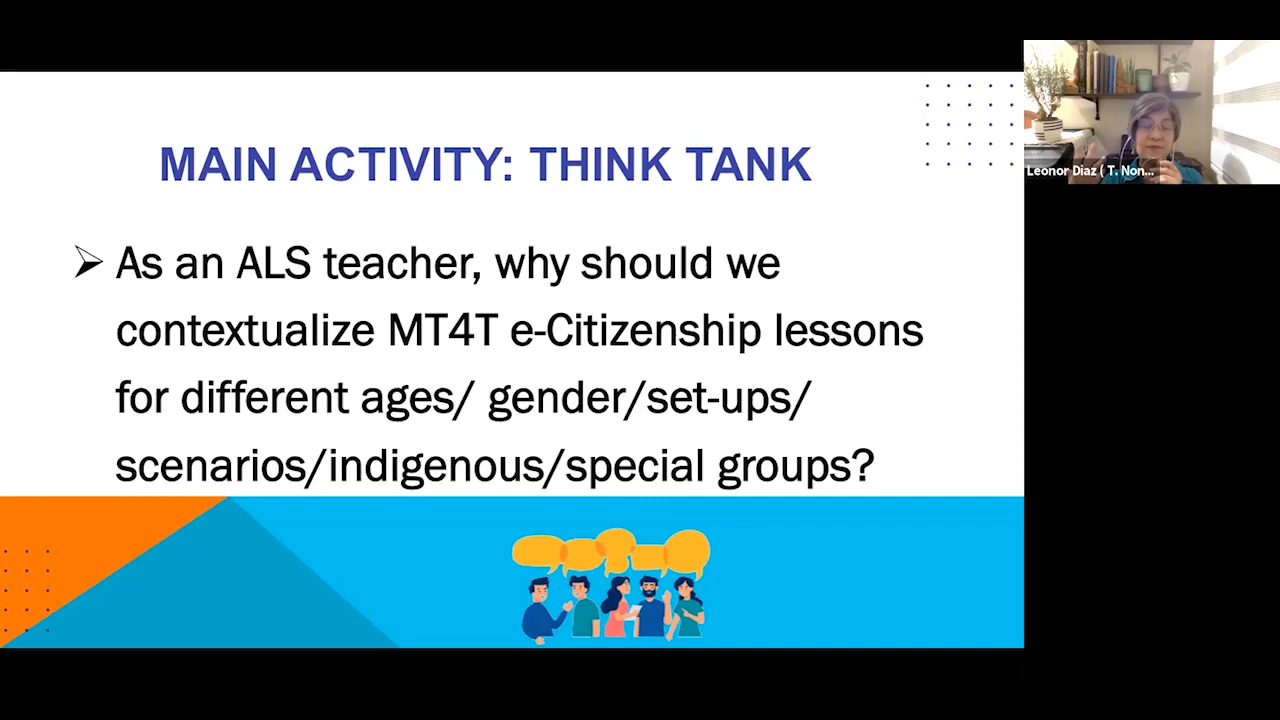 MAIN ACTIVITY: THINK TANK
➢ As an ALS teacher, why should we
contextualize MT4T e-Citizenship lessons
for different ages/ gender/set-ups/
scenarios/indigenous/special groups?
Leonor Diaz ( T. Non...